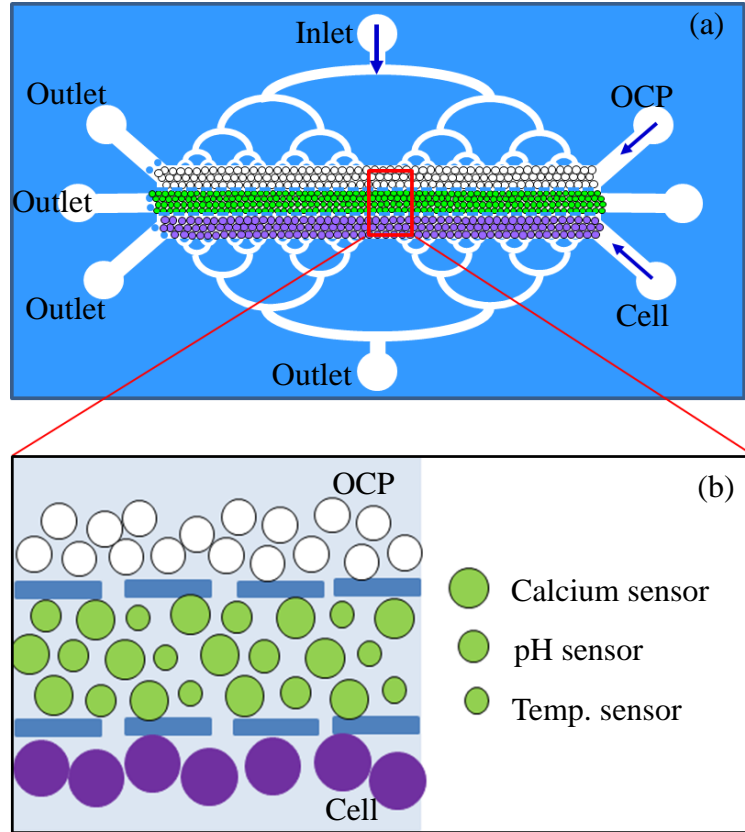 (a)
Inlet
Outlet
OCP
Outlet
Outlet
Cell
Outlet
(b)
OCP
Calcium sensor
pH sensor
Temp. sensor
Cell